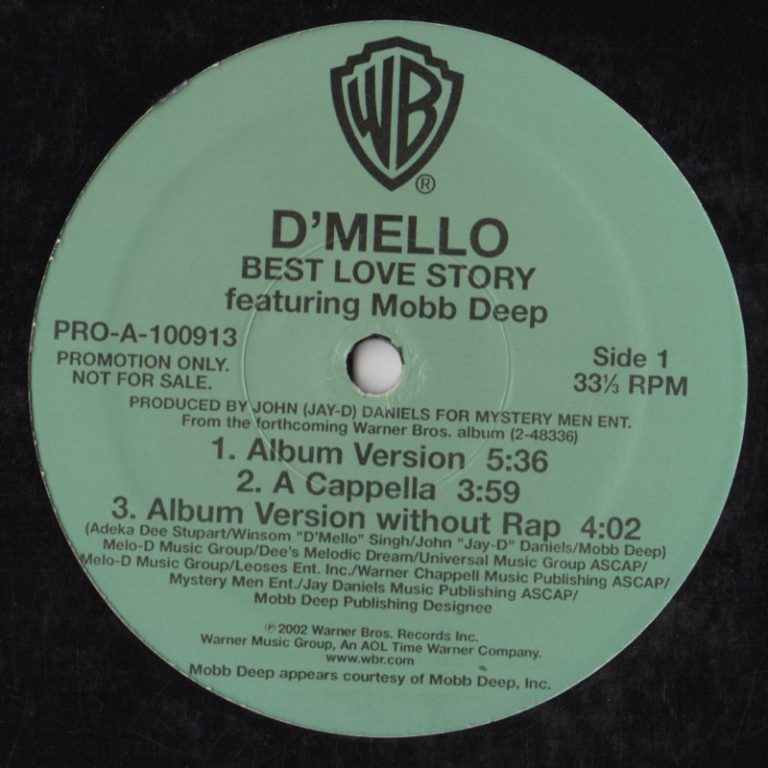 WB
®
D'MELLO
BEST LOVE STORY
featuring Mobb Deep
PRO-A-100913
PROMOTION ONLY.
NOT FOR SALE.
Side 1
33⅓ RPM
PRODUCED BY JOHN (JAY-D) DANIELS FOR MYSTERY MEN ENT.
From the forthcoming Warner Bros. album (2-48336)
1. Album Version 5:36
2. A Cappella 3:59
3. Album Version without Rap 4:02
(Adeka Dee Stupart/Winsom "D'Mello" Singh/John "Jay-D" Daniels/Mobb Deep)
Melo-D Music Group/Dee's Melodic Dream/Universal Music Group ASCAP/
Melo-D Music Group/Leoses Ent. Inc./Warner Chappell Music Publishing ASCAP/
Mystery Men Ent./Jay Daniels Music Publishing ASCAP/
Mobb Deep Publishing Designee
℗ 2002 Warner Bros. Records Inc.
Warner Music Group, An AOL Time Warner Company.
www.wbr.com
Mobb Deep appears courtesy of Mobb Deep, Inc.